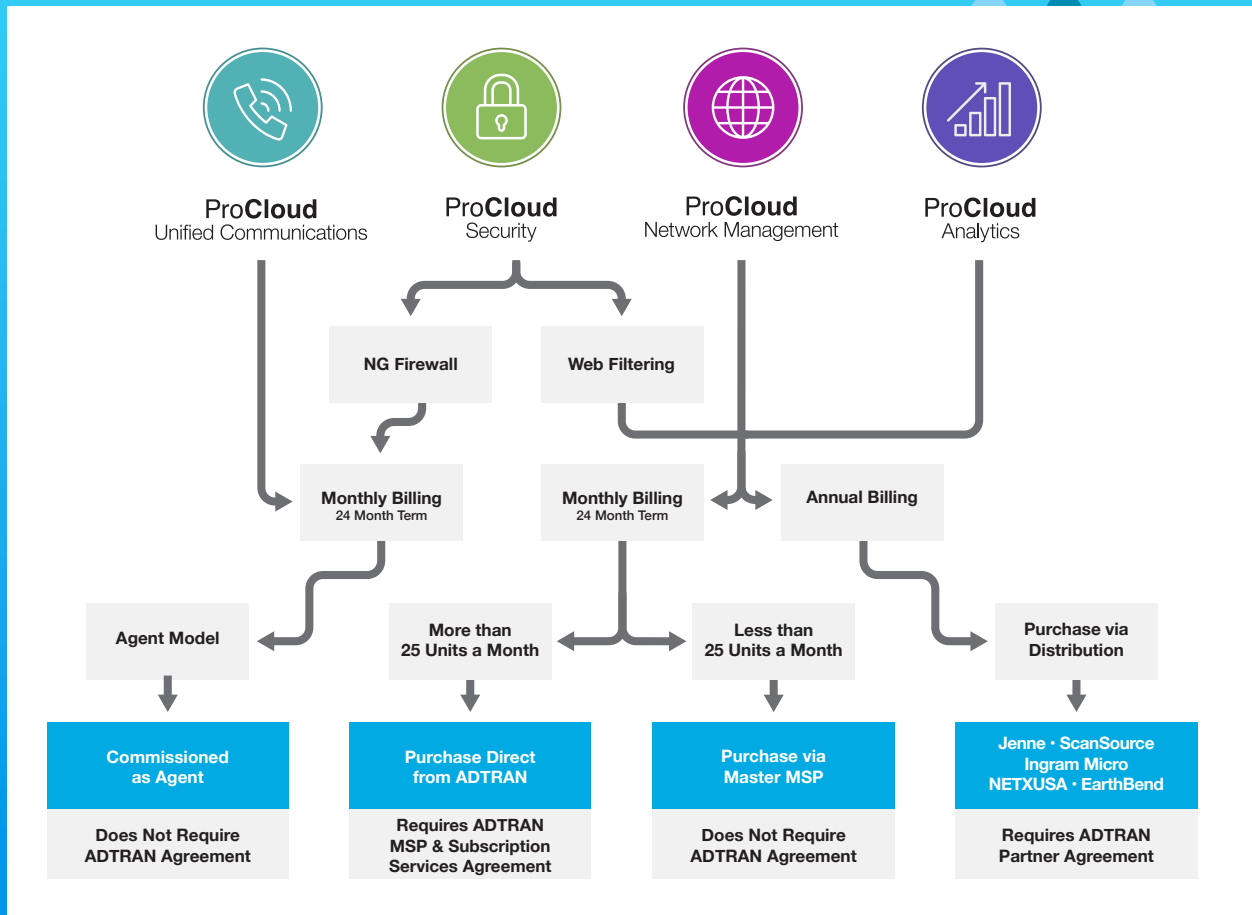 ProCloud
Unified Communications
ProCloud
Security
ProCloud
Network Management
ProCloud
Analytics
NG Firewall
Web Filtering
Monthly Billing
24 Month Term
Monthly Billing
24 Month Term
Annual Billing
Agent Model
More than
25 Units a Month
Less than
25 Units a Month
Purchase via
Distribution
Commissioned
as Agent
Purchase Direct
from ADTRAN
Purchase via
Master MSP
Jenne • ScanSource
Ingram Micro
NETXUSA • EarthBend
Does Not Require
ADTRAN Agreement
Requires ADTRAN
MSP & Subscription
Services Agreement
Does Not Require
ADTRAN Agreement
Requires ADTRAN
Partner Agreement